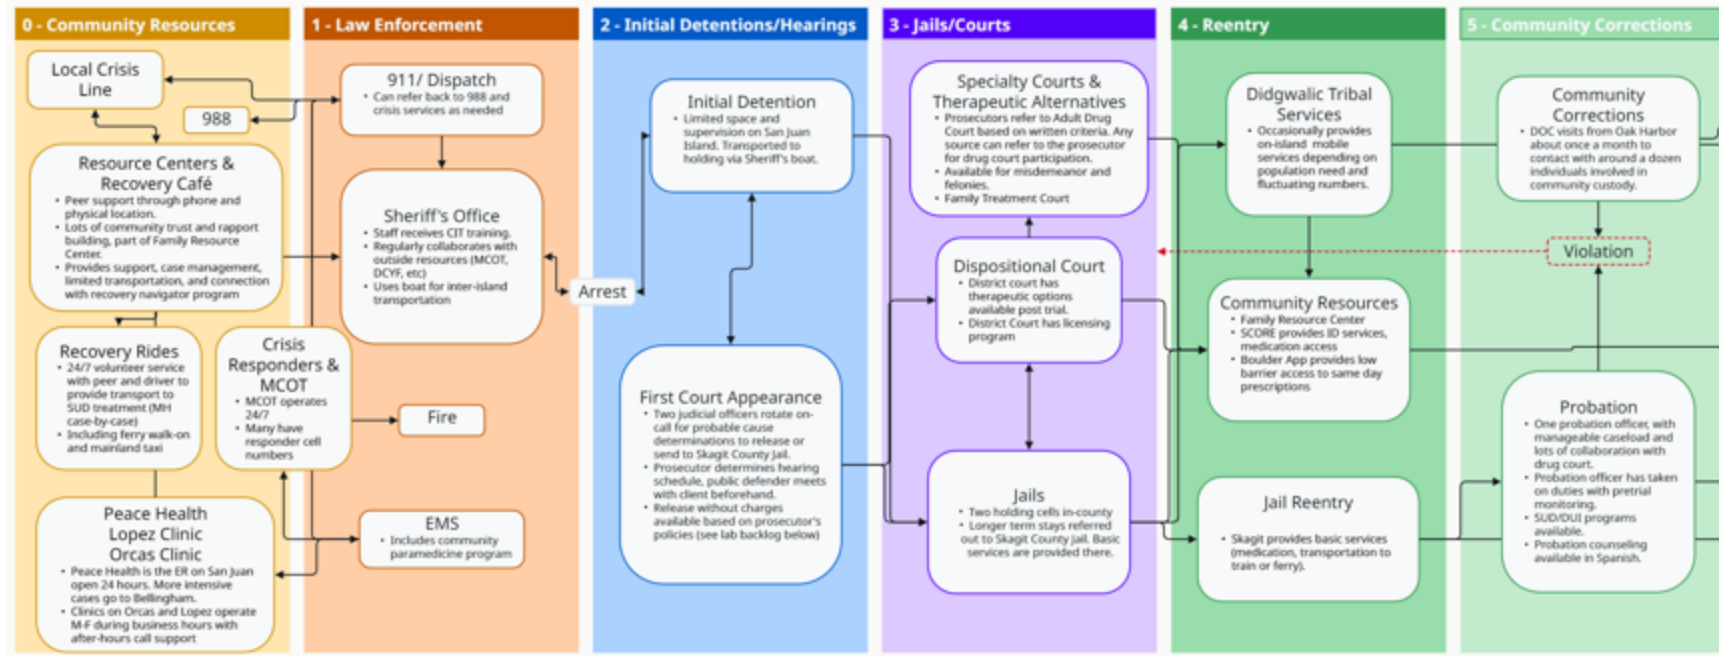 0 - Community Resources
Local Crisis
Line
988
Resource Centers &
Recovery Café
• Peer support through phone and
physical location.
• Lots of community trust and rapport
building, part of Family Resource
Center.
• Provides support, case management,
limited transportation, and connection
with recovery navigator program
Recovery Rides
• 24/7 volunteer service
with peer and driver to
provide transport to
SUD treatment (MH
case-by-case)
• Including ferry walk-on
and mainland taxi
Crisis
Responders &
MCOT
• MCOT operates
24/7
• Many have
responder cell
numbers
Peace Health
Lopez Clinic
Orcas Clinic
• Peace Health is the ER on San Juan
open 24 hours. More intensive
cases go to Bellingham.
• Clinics on Orcas and Lopez operate
M-F during business hours with
after-hours call support
1 - Law Enforcement
911/ Dispatch
• Can refer back to 988 and
crisis services as needed
Sheriff's Office
• Staff receives CIT training.
• Regularly collaborates with
outside resources (MCOT,
DCYF, etc)
• Uses boat for inter-island
transportation
Arrest
Fire
EMS
• Includes community
paramedicine program
2 - Initial Detentions/Hearings
Initial Detention
• Limited space and
supervision on San Juan
Island. Transported to
holding via Sheriff's boat.
First Court Appearance
• Two judicial officers rotate on-
call for probable cause
determinations to release or
send to Skagit County Jail.
• Prosecutor determines hearing
schedule, public defender meets
with client beforehand.
• Release without charges
available based on prosecutor's
policies (see lab backlog below)
3 - Jails/Courts
Specialty Courts &
Therapeutic Alternatives
• Prosecutors refer to Adult Drug
Court based on written criteria. Any
source can refer to the prosecutor
for drug court participation.
• Available for misdemeanor and
felonies.
• Family Treatment Court
Dispositional Court
• District court has
therapeutic options
available post trial.
• District Court has licensing
program
Jails
• Two holding cells in-county
• Longer term stays referred
out to Skagit County Jail. Basic
services are provided there.
4 - Reentry
Didgwalic Tribal
Services
• Occasionally provides
on-island mobile
services depending on
population need and
fluctuating numbers.
Community Resources
• Family Resource Center
• SCORE provides ID services,
medication access
• Boulder App provides low
barrier access to same day
prescriptions
Jail Reentry
• Skagit provides basic services
(medication, transportation to
train or ferry).
5 - Community Corrections
Community
Corrections
• DOC visits from Oak Harbor
about once a month to
contact with around a dozen
individuals involved in
community custody.
Violation
Probation
• One probation officer, with
manageable caseload and
lots of collaboration with
drug court.
• Probation officer has taken
on duties with pretrial
monitoring.
• SUD/DUI programs
available.
• Probation counseling
available in Spanish.